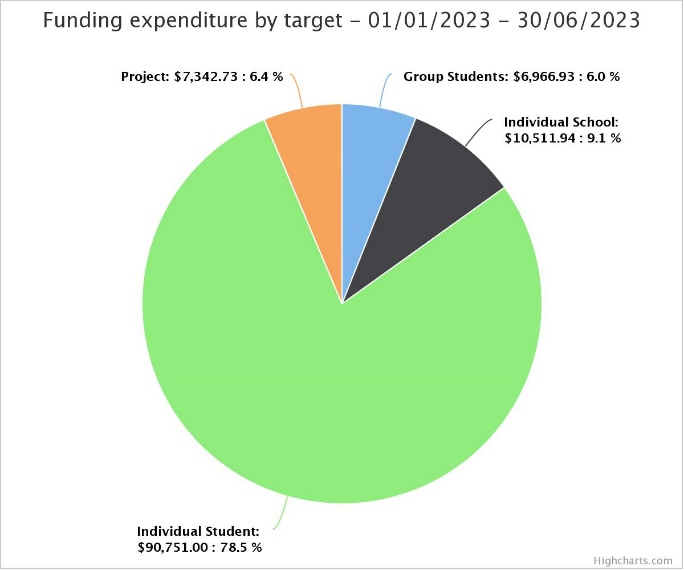 Funding expenditure by target – 01/01/2023 – 30/06/2023
Project: $7,342.73 : 6.4 %
Group Students: $6,966.93 : 6.0 %
Individual School:
$10,511.94 : 9.1 %
Individual Student:
$90,751.00 : 78.5 %
Highcharts.com